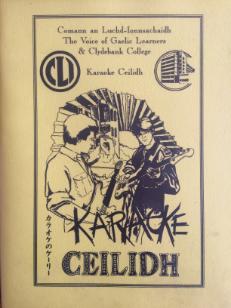 Comann an Luchd-Ionnsachaidh
The Voice of Gaelic Learners
& Clydebank College
CLI
Karaoke Ceilidh
カラオケのケーリー
KARAOKE
CEILIDH